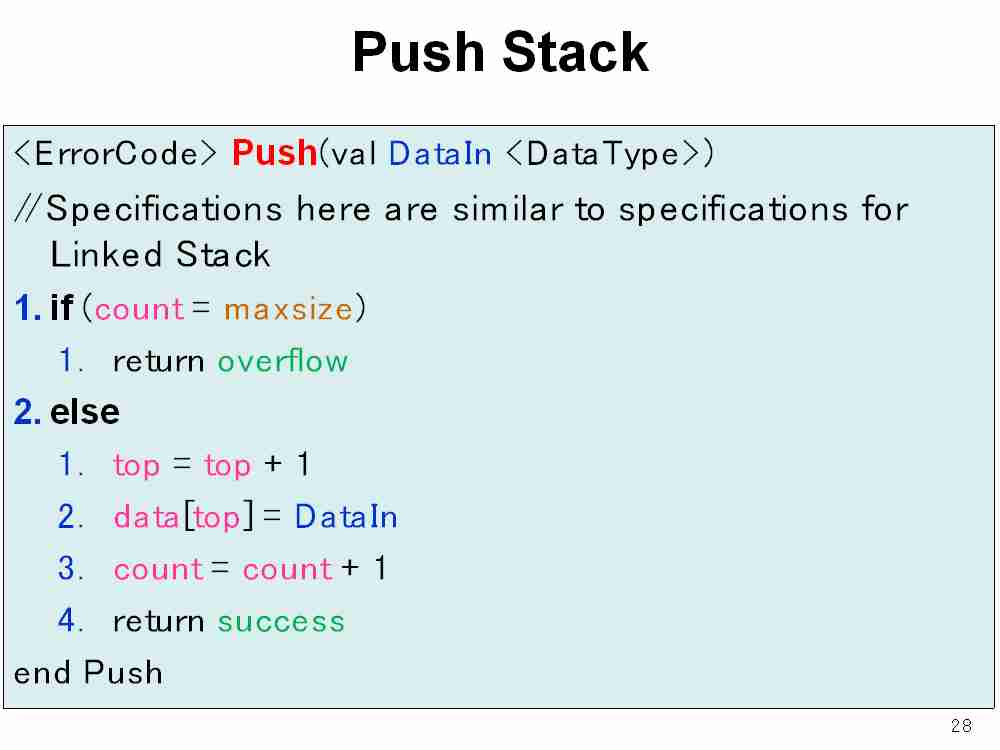 Push Stack
<ErrorCode> Push(val DataIn <DataType>)
//Specifications here are similar to specifications for
Linked Stack
1. if (count = maxsize)
1. return overflow
2. else
1. top = top + 1
2. data[top] = DataIn
3. count = count + 1
4. return success
end Push
28